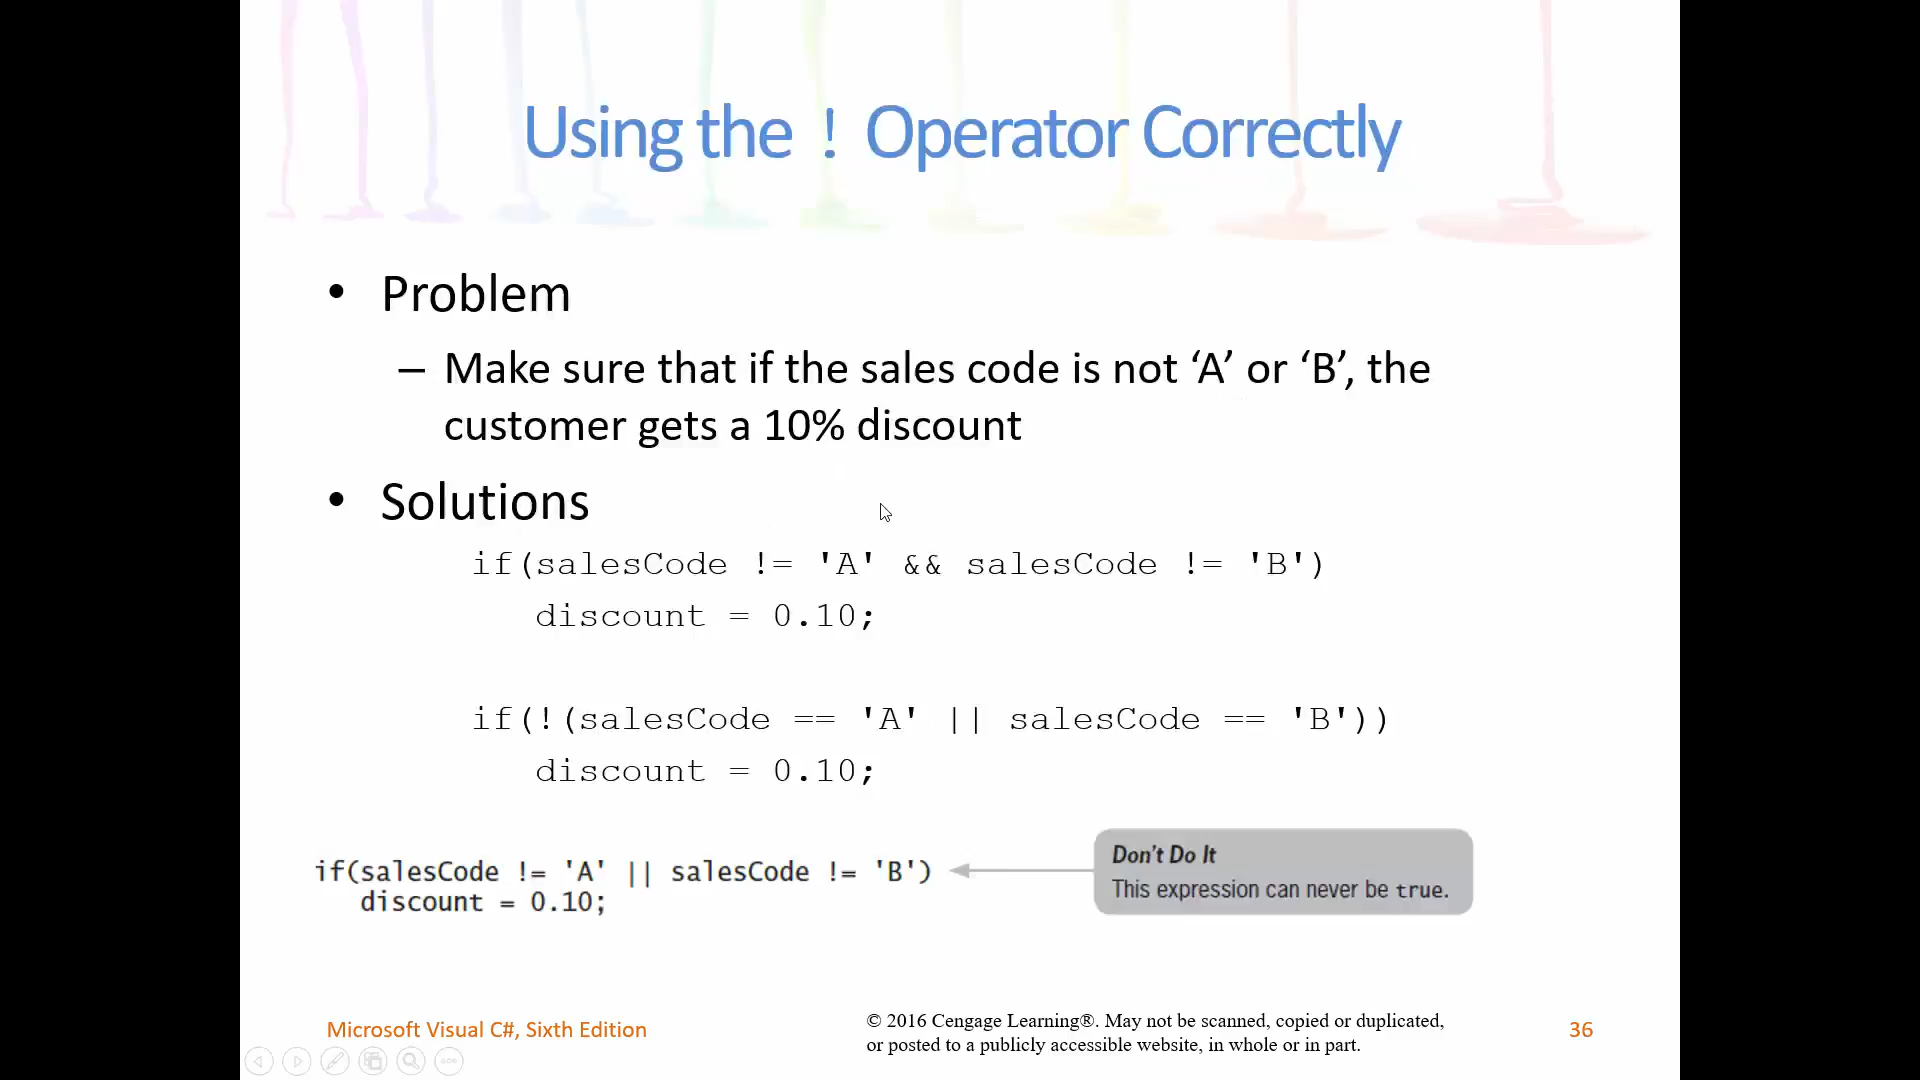 Using the ! Operator Correctly
• Problem
– Make sure that if the sales code is not ‘A’ or ‘B’, the
customer gets a 10% discount
• Solutions
if(salesCode != 'A' && salesCode != 'B')
discount = 0.10;
if(!(salesCode == 'A' || salesCode == 'B'))
discount = 0.10;
if(salesCode != 'A' || salesCode != 'B')
discount = 0.10;
Don't Do It
This expression can never be true.
Microsoft Visual C#, Sixth Edition
© 2016 Cengage Learning®. May not be scanned, copied or duplicated,
or posted to a publicly accessible website, in whole or in part.
36